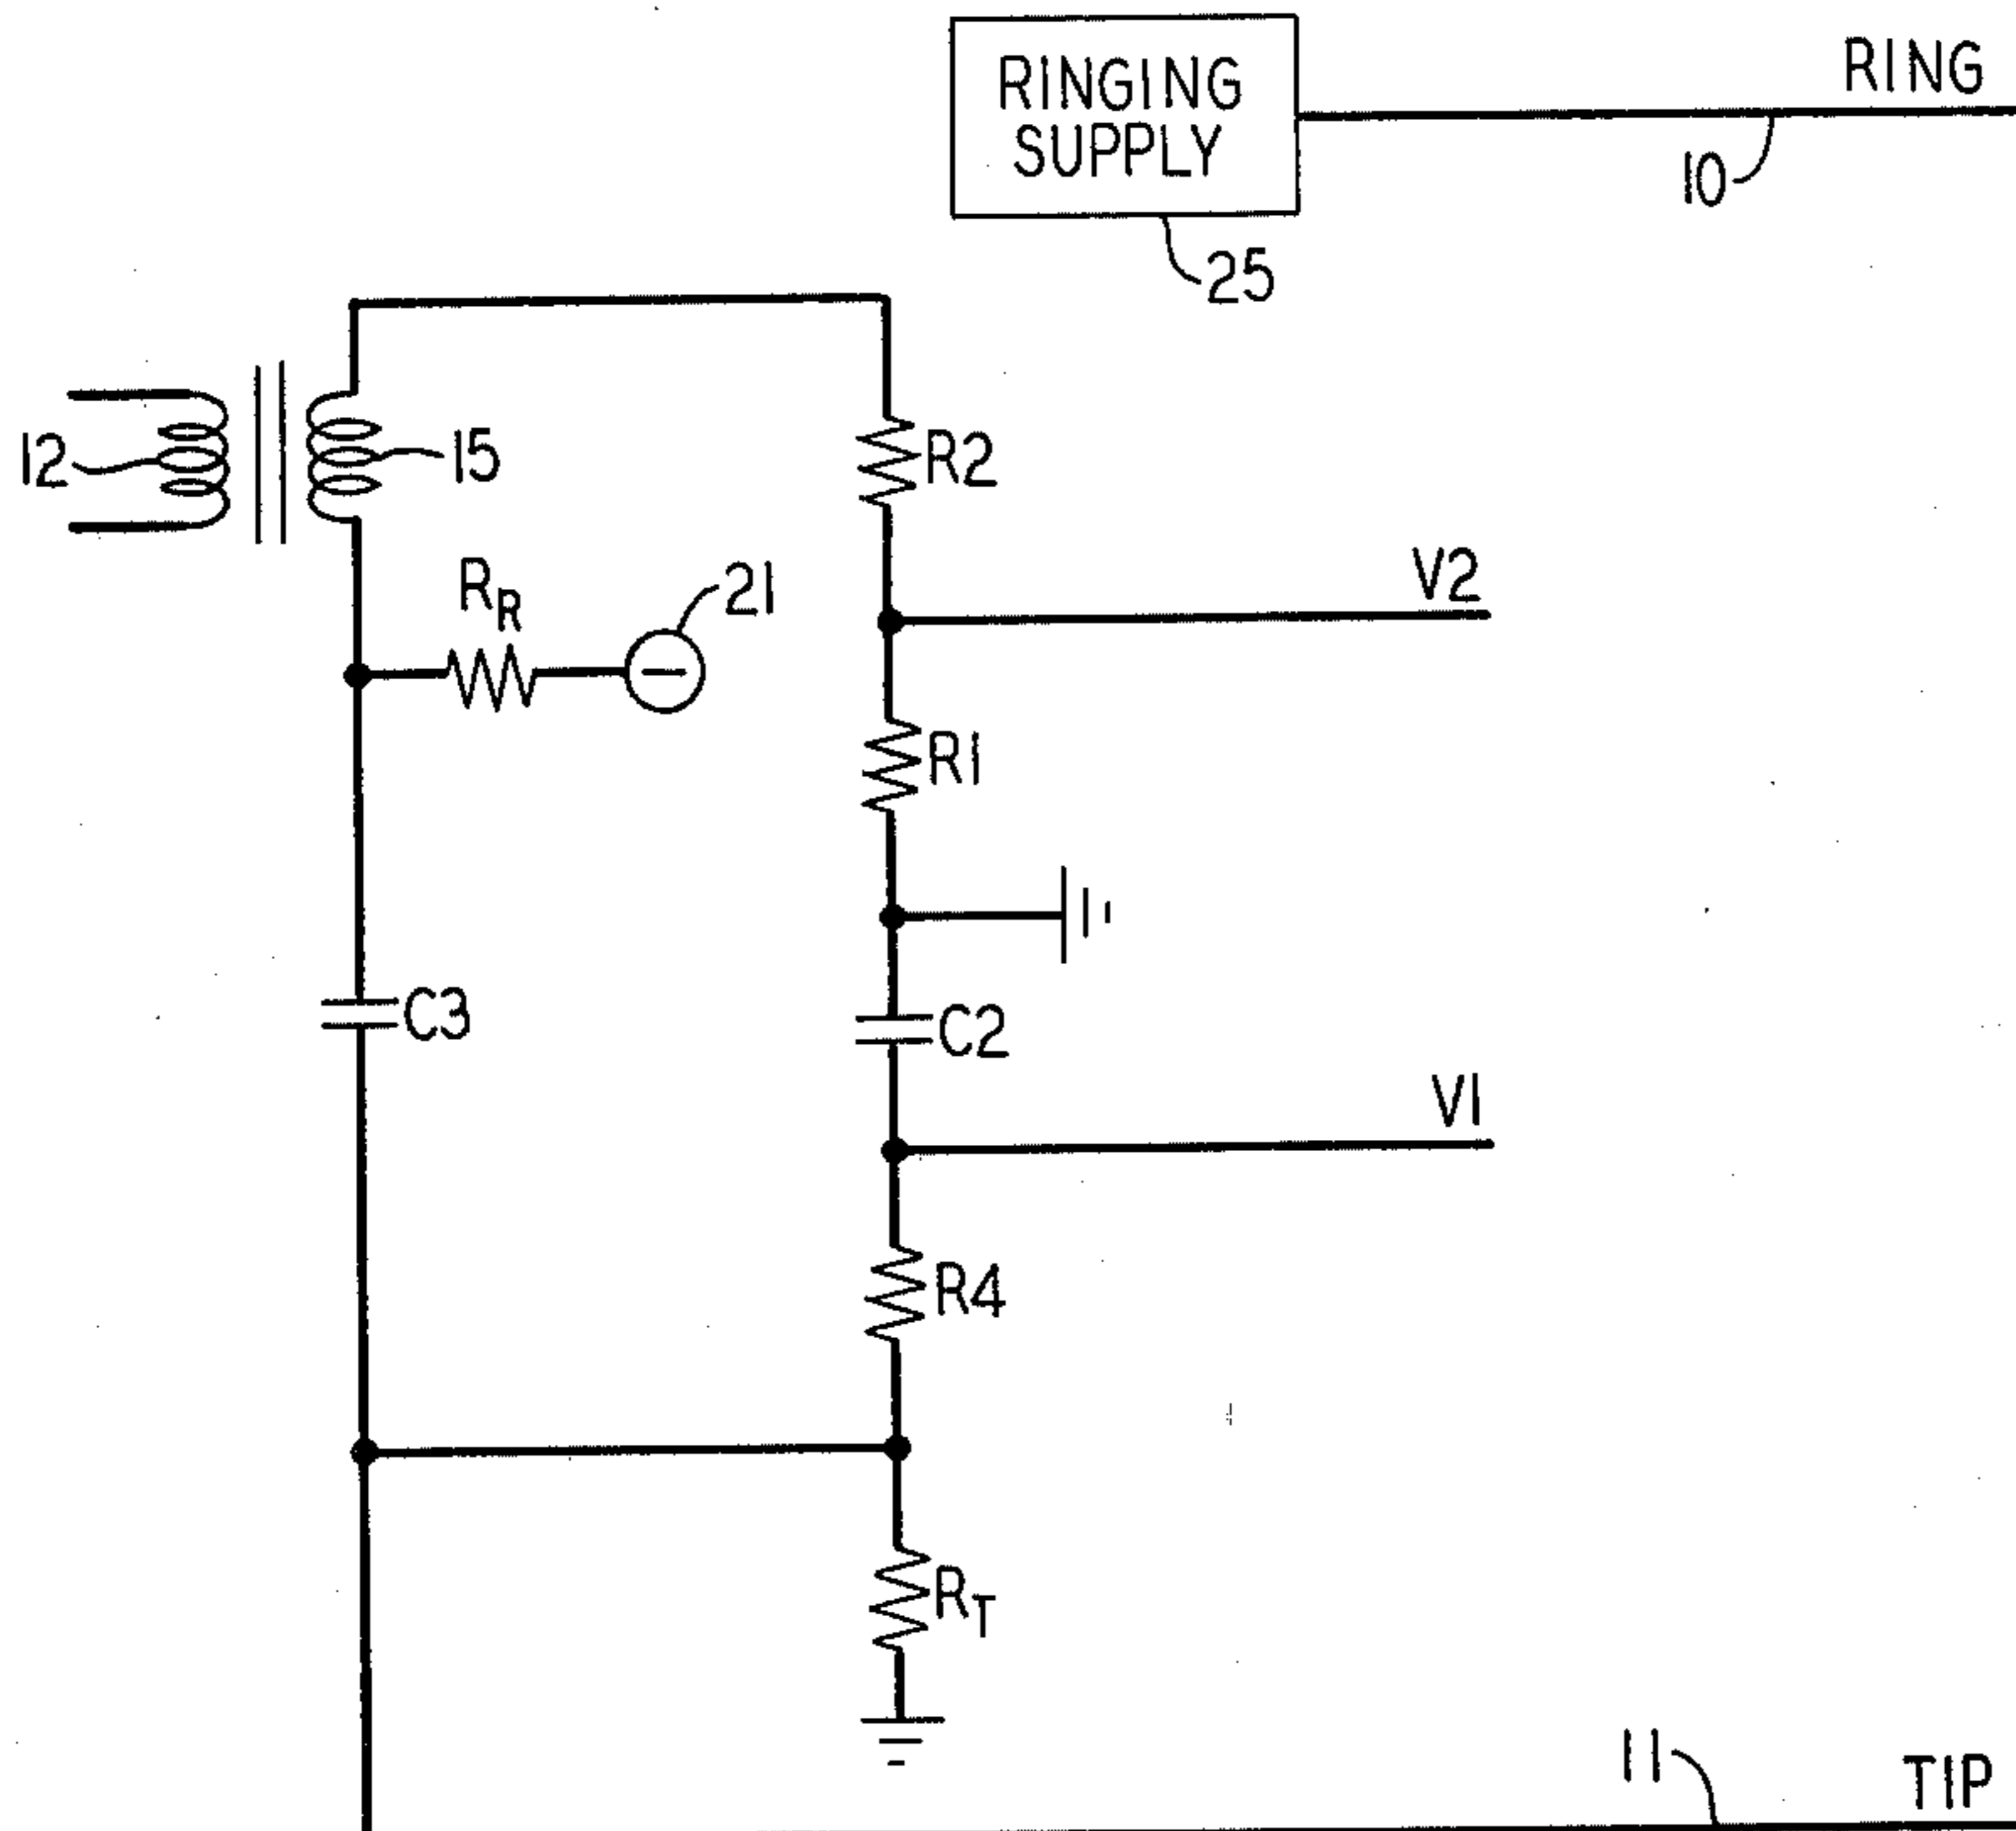 RINGING
SUPPLY
RING
10
25
12
15
R2
V2
RR
21
R1
C3
C2
V1
R4
RT
11
TIP